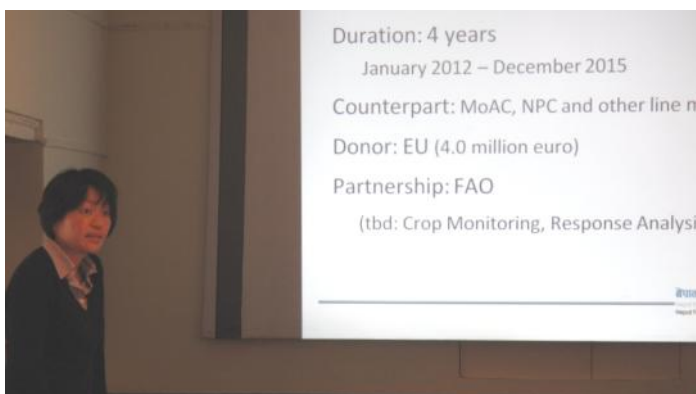 Duration: 4 years
January 2012 – December 2015
Counterpart: MoAC, NPC and other line m
Donor: EU (4.0 million euro)
Partnership: FAO
(tbd: Crop Monitoring, Response Analysi